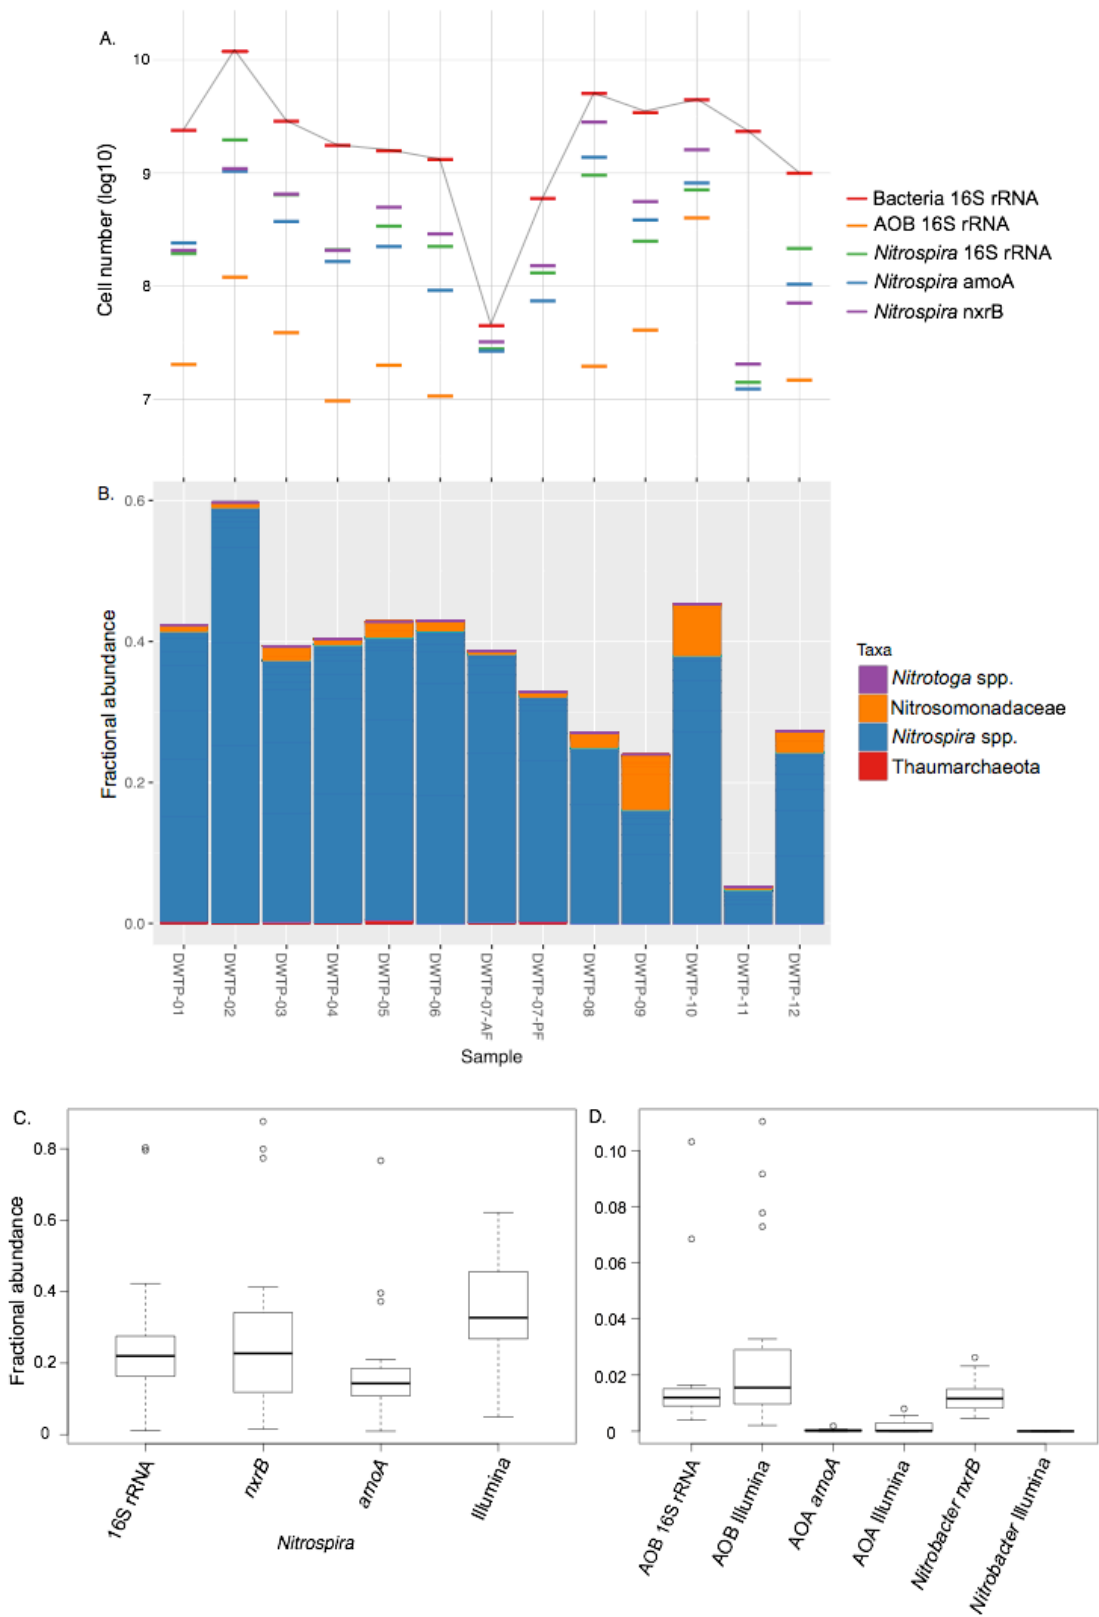 A.
10
9
8
7
Cell number (log10)
Bacteria 16S rRNA
AOB 16S rRNA
Nitrospira 16S rRNA
Nitrospira amoA
Nitrospira nxrB
B.
0.6
0.4
0.2
0.0
Fractional abundance
Taxa
Nitrotoga spp.
Nitrosomonadaceae
Nitrospira spp.
Thaumarchaeota
DWTP-01
DWTP-02
DWTP-03
DWTP-04
DWTP-05
DWTP-06
DWTP-07-AF
DWTP-07-PF
DWTP-08
DWTP-09
DWTP-10
DWTP-11
DWTP-12
Sample
C.
0.8
0.6
0.4
0.2
0
Fractional abundance
16S rRNA
nxrB
amoA
Illumina
Nitrospira
D.
0.10
0.08
0.06
0.04
0.02
0
AOB 16S rRNA
AOB Illumina
AOA amoA
AOA Illumina
Nitrobacter nxrB
Nitrobacter Illumina